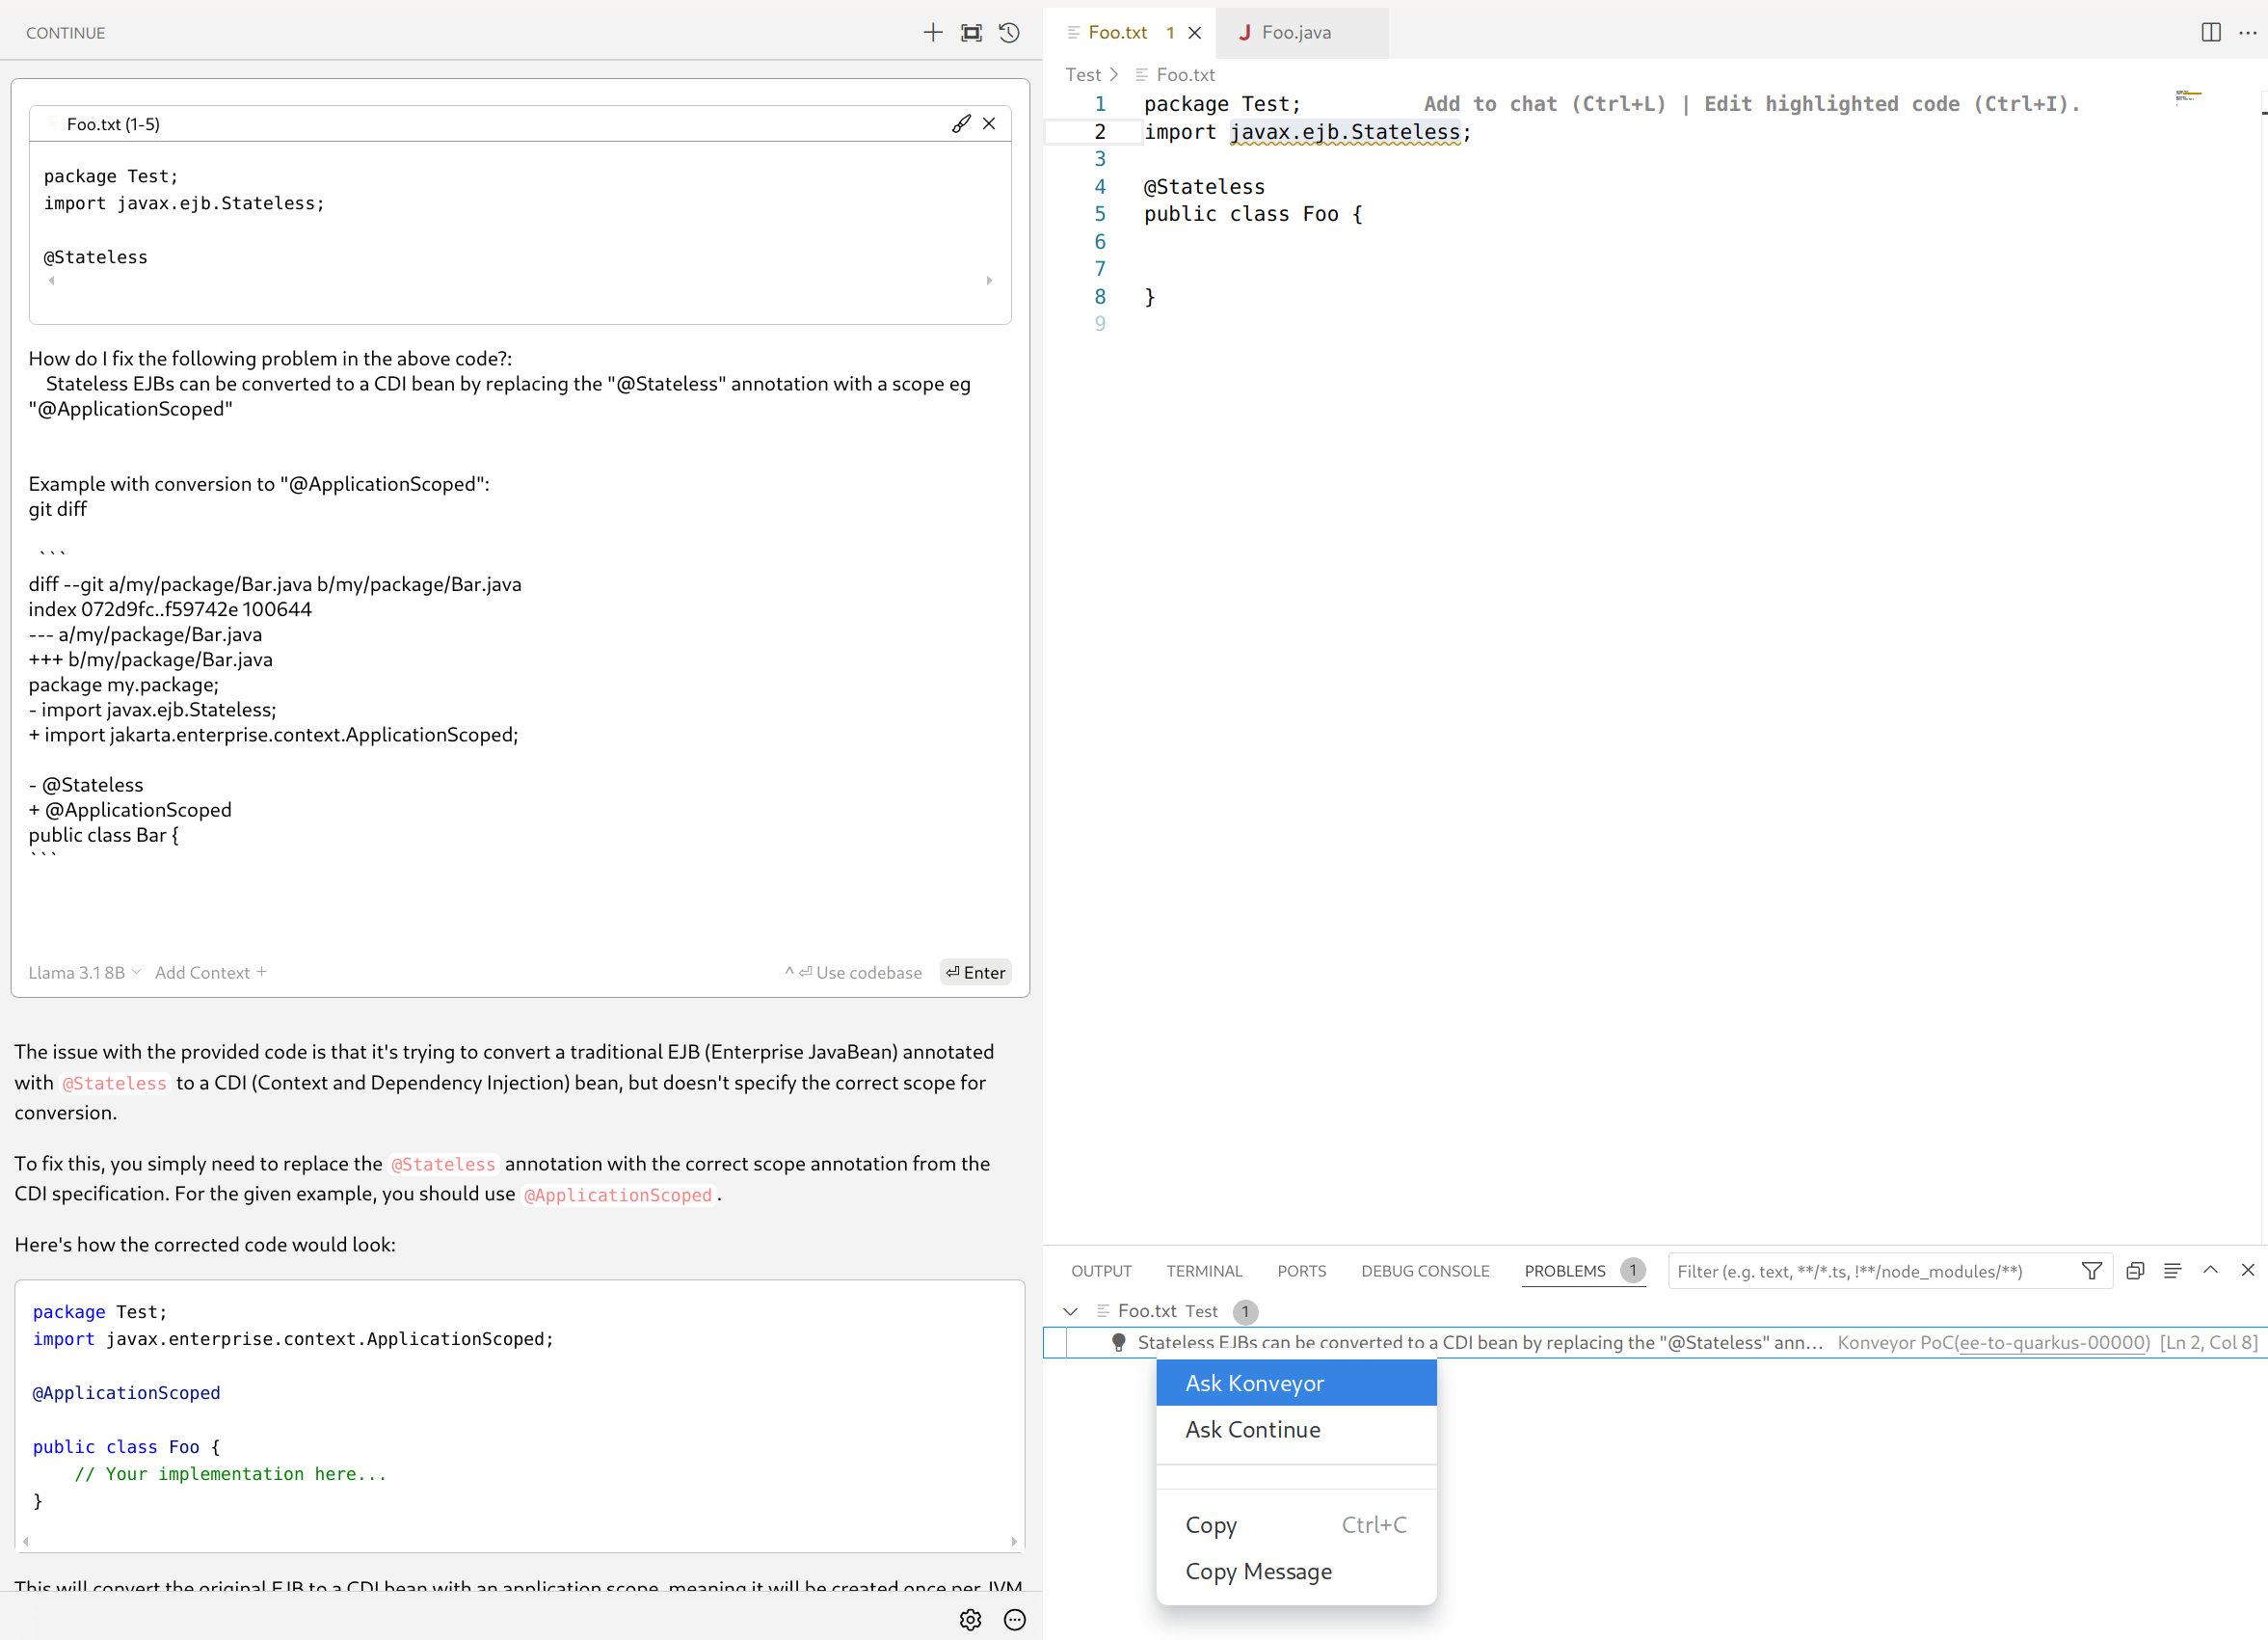 CONTINUE
Foo.txt (1-5)
package Test;
import javax.ejb.Stateless;
@Stateless
How do I fix the following problem in the above code?:
Stateless EJBs can be converted to a CDI bean by replacing the "@Stateless" annotation with a scope eg
"@ApplicationScoped"
Example with conversion to "@ApplicationScoped":
git diff
```
diff --git a/my/package/Bar.java b/my/package/Bar.java
index 072d9fc..f59742e 100644
--- a/my/package/Bar.java
+++ b/my/package/Bar.java
package my.package;
- import javax.ejb.Stateless;
+ import jakarta.enterprise.context.ApplicationScoped;
- @Stateless
+ @ApplicationScoped
public class Bar {
```
Llama 3.1 8B Add Context + ^ ⏎ Use codebase ⏎ Enter
The issue with the provided code is that it's trying to convert a traditional EJB (Enterprise JavaBean) annotated
with @Stateless to a CDI (Context and Dependency Injection) bean, but doesn't specify the correct scope for
conversion.
To fix this, you simply need to replace the @Stateless annotation with the correct scope annotation from the
CDI specification. For the given example, you should use @ApplicationScoped.
Here's how the corrected code would look:
package Test;
import javax.enterprise.context.ApplicationScoped;
@ApplicationScoped
public class Foo {
// Your implementation here...
}
This will convert the original EJB to a CDI bean with an application scope, meaning it will be created once per JVM
Foo.txt 1 Foo.java
Test > Foo.txt
1 package Test; Add to chat (Ctrl+L) | Edit highlighted code (Ctrl+I).
2 import javax.ejb.Stateless;
3
4 @Stateless
5 public class Foo {
6
7
8 }
9
OUTPUT TERMINAL PORTS DEBUG CONSOLE PROBLEMS 1 Filter (e.g. text, **/*.ts, !**/node_modules/**)
Foo.txt Test 1
Stateless EJBs can be converted to a CDI bean by replacing the "@Stateless" ann... Konveyor PoC(ee-to-quarkus-00000) [Ln 2, Col 8]
Ask Konveyor
Ask Continue
Copy Ctrl+C
Copy Message